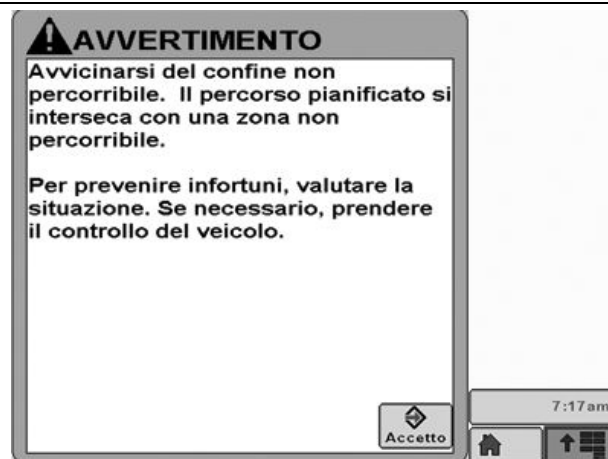 AVVERTIMENTO
Avvicinarsi del confine non
percorribile. Il percorso pianificato si
interseca con una zona non
percorribile.
Per prevenire infortuni, valutare la
situazione. Se necessario, prendere
il controllo del veicolo.
Accetto
7:17am